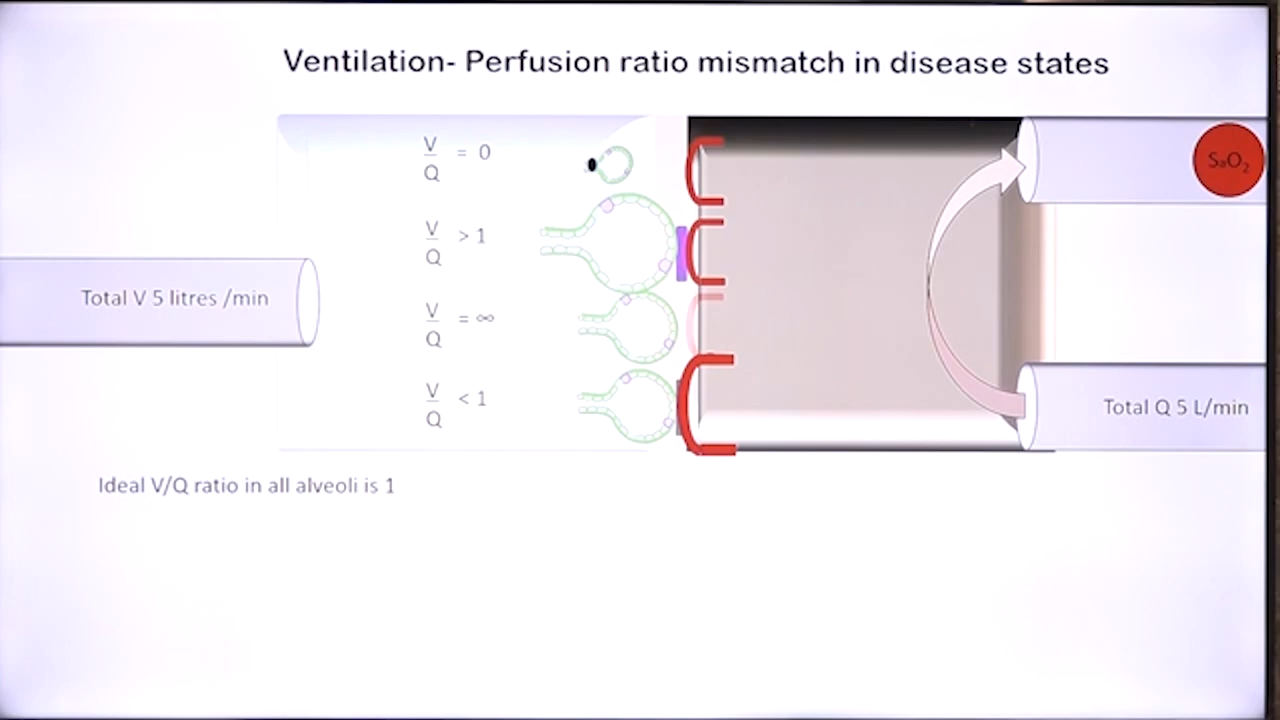 Ventilation- Perfusion ratio mismatch in disease states
V
Q
= 0
SaO₂
V
Q
> 1
Total V 5 litres /min
V
Q
= ∞
V
Q
< 1
Total Q 5 L/min
Ideal V/Q ratio in all alveoli is 1